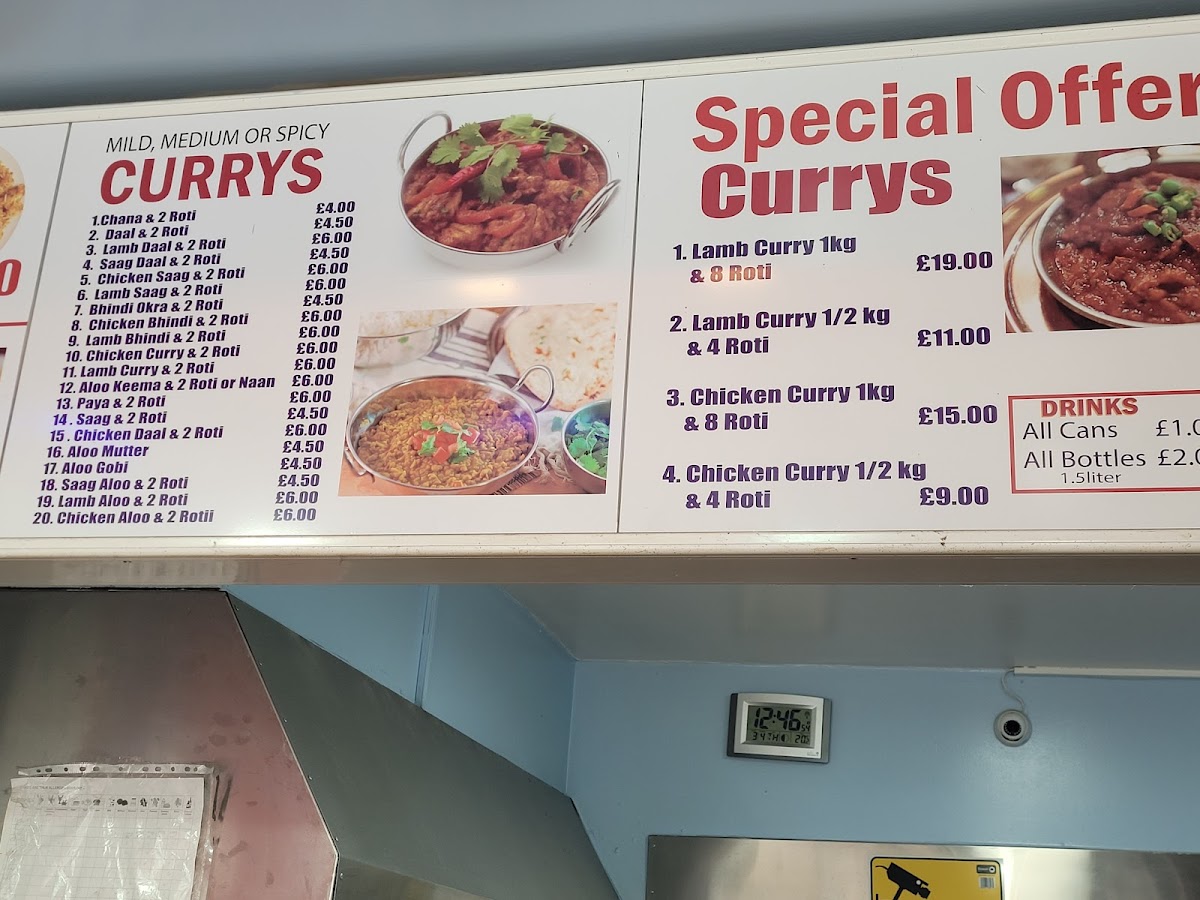 MILD, MEDIUM OR SPICY
CURRYS
1.Chana & 2 Roti £4.00
2. Daal & 2 Roti £4.50
3. Lamb Daal & 2 Roti £6.00
4. Saag Daal & 2 Roti £4.50
5. Chicken Saag & 2 Roti £6.00
6. Lamb Saag & 2 Roti £6.00
7. Bhindi Okra & 2 Roti £4.50
8. Chicken Bhindi & 2 Roti £6.00
9. Lamb Bhindi & 2 Roti £6.00
10. Chicken Curry & 2 Roti £6.00
11. Lamb Curry & 2 Roti £6.00
12. Aloo Keema & 2 Roti or Naan £6.00
13. Paya & 2 Roti £6.00
14 . Saag & 2 Roti £4.50
15 . Chicken Daal & 2 Roti £6.00
16. Aloo Mutter £4.50
17. Aloo Gobi £4.50
18. Saag Aloo & 2 Roti £4.50
19. Lamb Aloo & 2 Roti £6.00
20. Chicken Aloo & 2 Rotii £6.00
Special Offer
Currys
1. Lamb Curry 1kg
& 8 Roti £19.00
2. Lamb Curry 1/2 kg
& 4 Roti £11.00
3. Chicken Curry 1kg
& 8 Roti £15.00
4. Chicken Curry 1/2 kg
& 4 Roti £9.00
DRINKS
All Cans £1.0
All Bottles £2.0
1.5liter
0
12:46